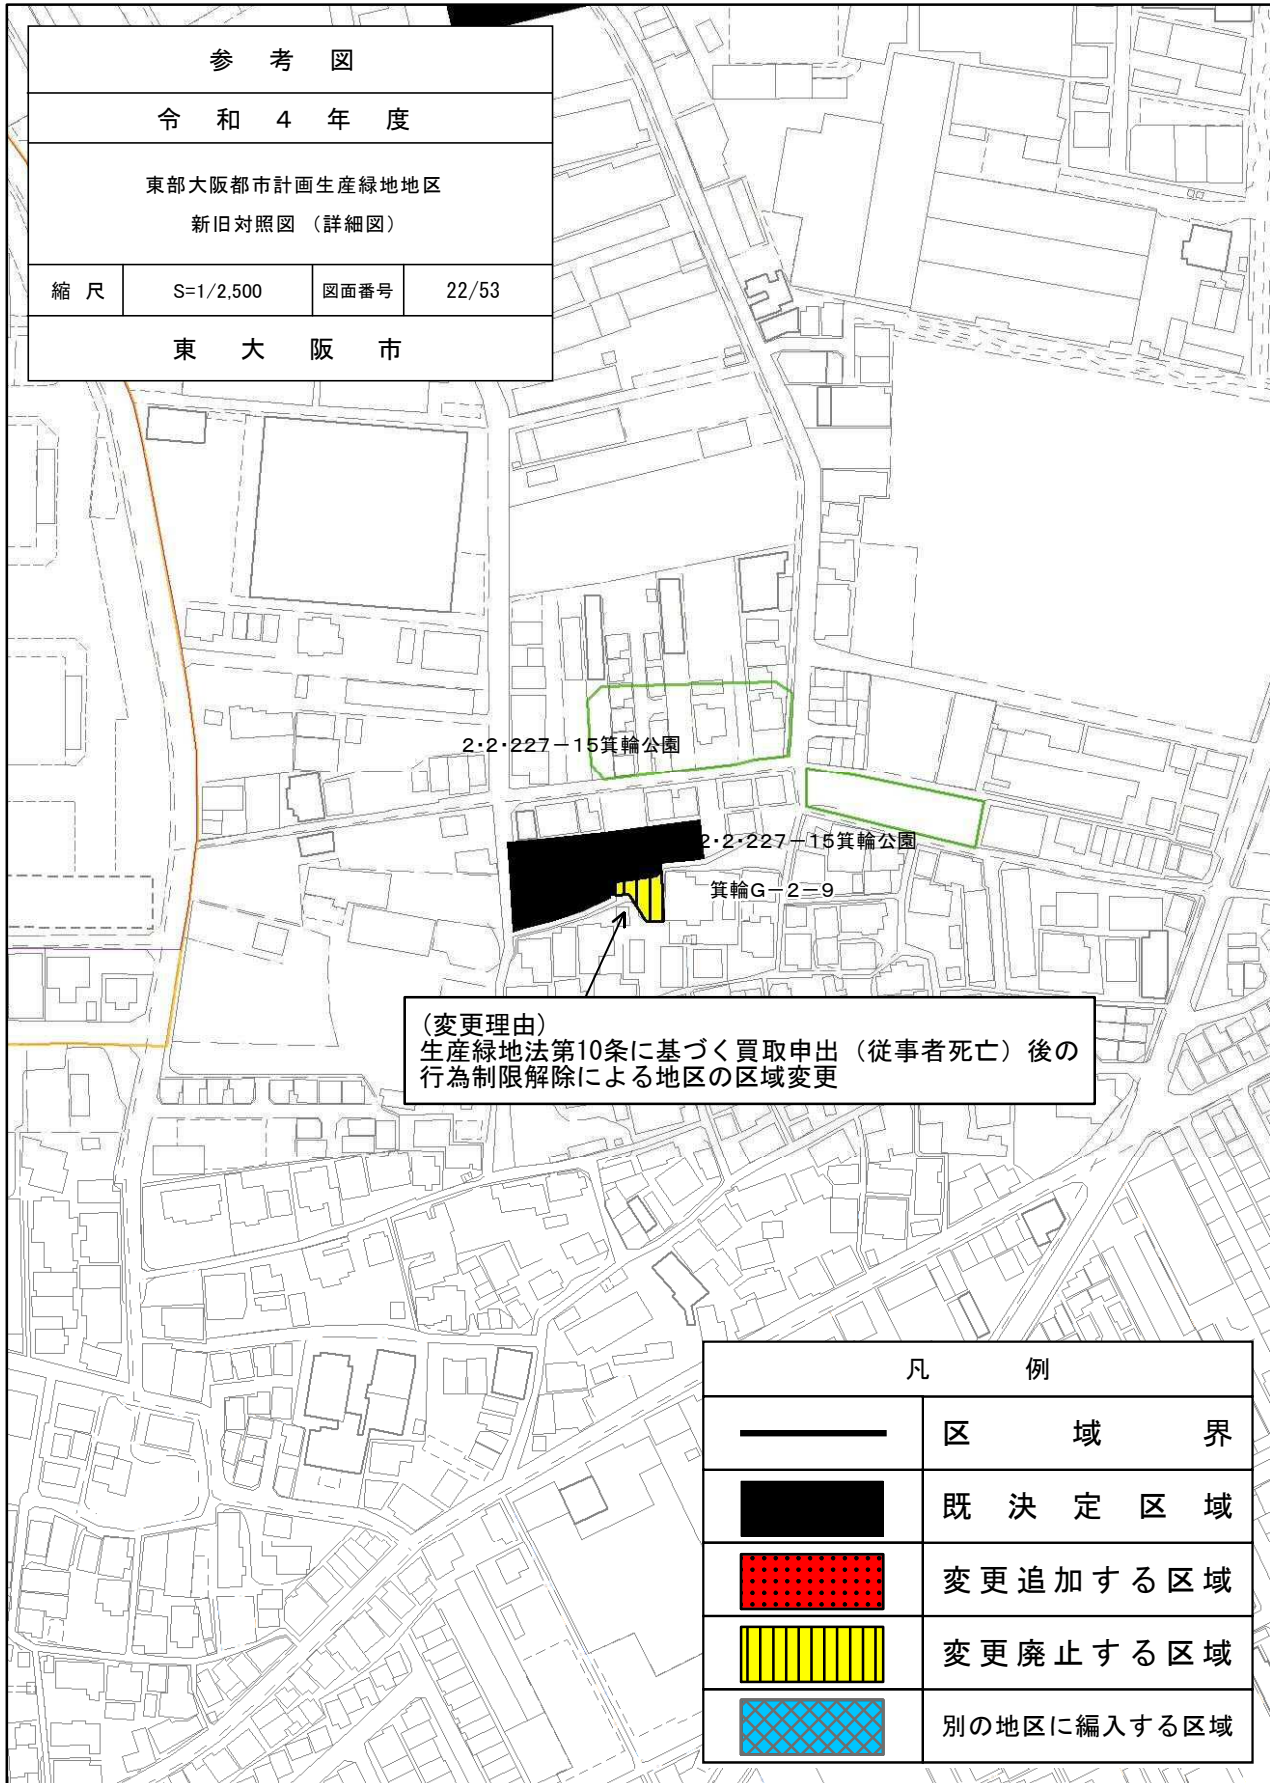 参考図
令和4年度
東部大阪都市計画生産緑地地区
新旧対照図 （詳細図）
縮尺 S=1/2,500 図面番号 22/53
東大阪市
2・2・227－15箕輪公園
2・2・227－15箕輪公園
箕輪G－2－9
(変更理由)
生産緑地法第10条に基づく買取申出（従事者死亡）後の
行為制限解除による地区の区域変更
凡例
区域界
既決定区域
変更追加する区域
変更廃止する区域
別の地区に編入する区域